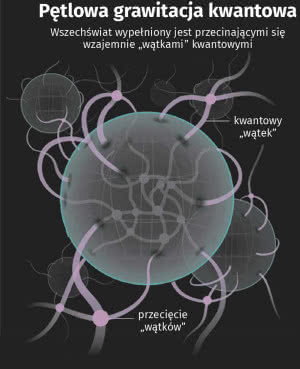 Pętlowa grawitacja kwantowa
Wszechświat wypełniony jest przecinającymi się
wzajemnie „wątkami” kwantowymi
kwantowy
„wątek”
przecięcie
„wątków”